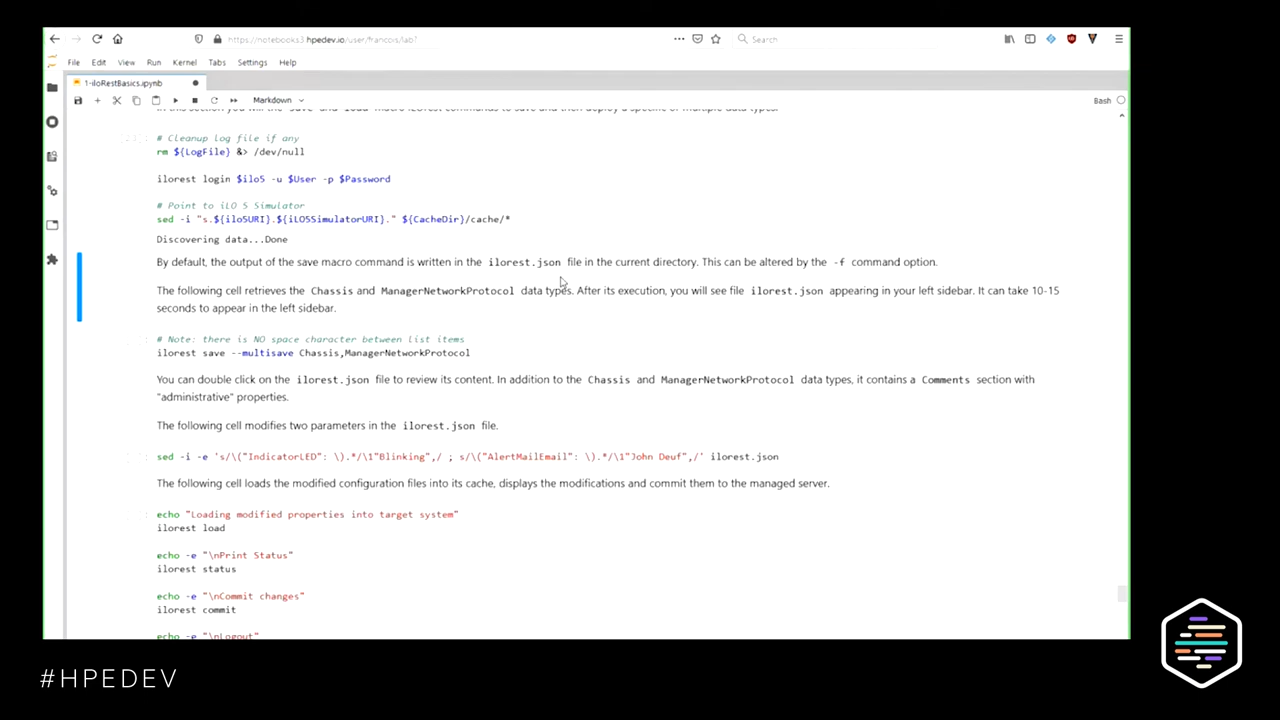 https://notebooks3.hpedev.io/user/francois/lab?
Search
File Edit View Run Kernel Tabs Settings Help
1-iloRestBasics.ipynb
Markdown
Bash
# Cleanup log file if any
rm ${LogFile} &> /dev/null
ilorest login $ilo5 -u $User -p $Password
# Point to iLO 5 Simulator
sed -i "s.${ilo5URI}.${iLO5SimulatorURI}." ${CacheDir}/cache/*
Discovering data...Done
By default, the output of the save macro command is written in the ilorest.json file in the current directory. This can be altered by the -f command option.
The following cell retrieves the Chassis and ManagerNetworkProtocol data types. After its execution, you will see file ilorest.json appearing in your left sidebar. It can take 10-15
seconds to appear in the left sidebar.
# Note: there is NO space character between list items
ilorest save --multisave Chassis,ManagerNetworkProtocol
You can double click on the ilorest.json file to review its content. In addition to the Chassis and ManagerNetworkProtocol data types, it contains a Comments section with
"administrative" properties.
The following cell modifies two parameters in the ilorest.json file.
sed -i -e 's/\("IndicatorLED": \).*/\1"Blinking",/ ; s/\("AlertMailEmail": \).*/\1"John Deuf",/' ilorest.json
The following cell loads the modified configuration files into its cache, displays the modifications and commit them to the managed server.
echo "Loading modified properties into target system"
ilorest load
echo -e "\nPrint Status"
ilorest status
echo -e "\nCommit changes"
ilorest commit
echo -e "\nLogout"
#HPEDEV